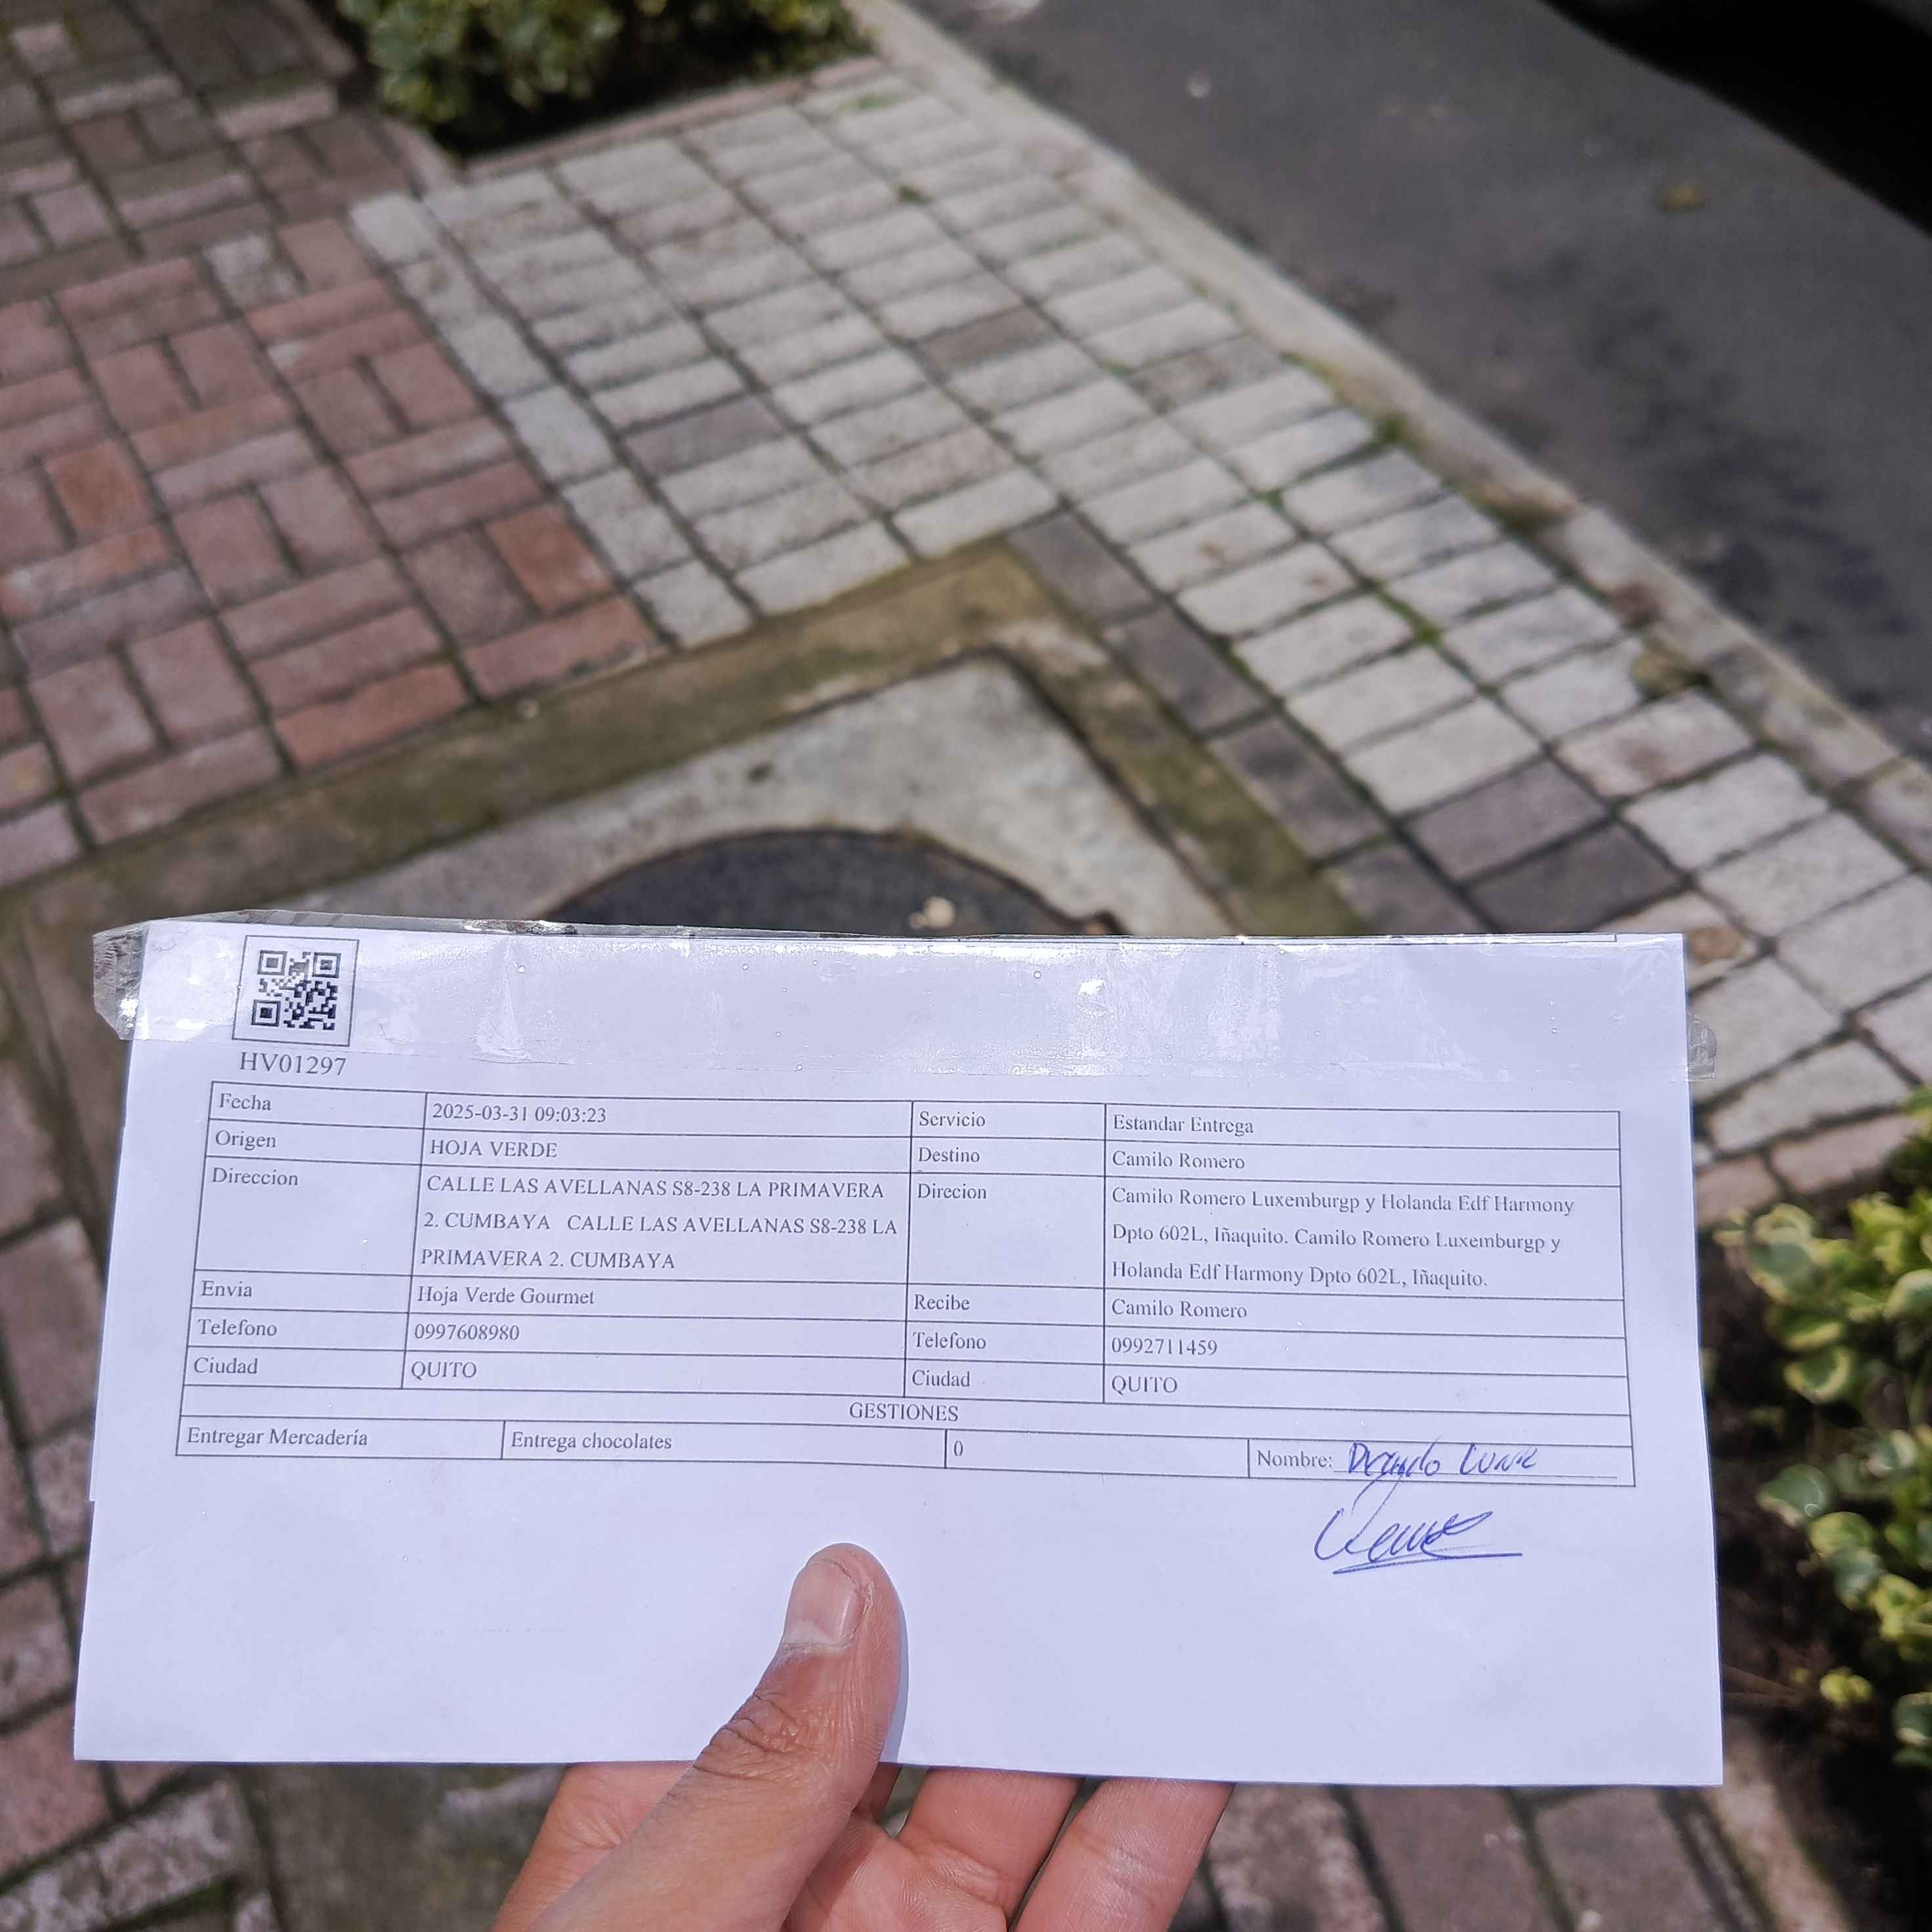 HV01297
Fecha 2025-03-31 09:03:23 Servicio Estandar Entrega
Origen HOJA VERDE Destino Camilo Romero
Direccion CALLE LAS AVELLANAS S8-238 LA PRIMAVERA Direcion Camilo Romero Luxemburgp y Holanda Edf Harmony
2. CUMBAYA CALLE LAS AVELLANAS S8-238 LA Dpto 602L, Iñaquito. Camilo Romero Luxemburgp y
PRIMAVERA 2. CUMBAYA Holanda Edf Harmony Dpto 602L, Iñaquito.
Envia Hoja Verde Gourmet Recibe Camilo Romero
Telefono 0997608980 Telefono 0992711459
Ciudad QUITO Ciudad QUITO
GESTIONES
Entregar Mercadería Entrega chocolates 0 Nombre: